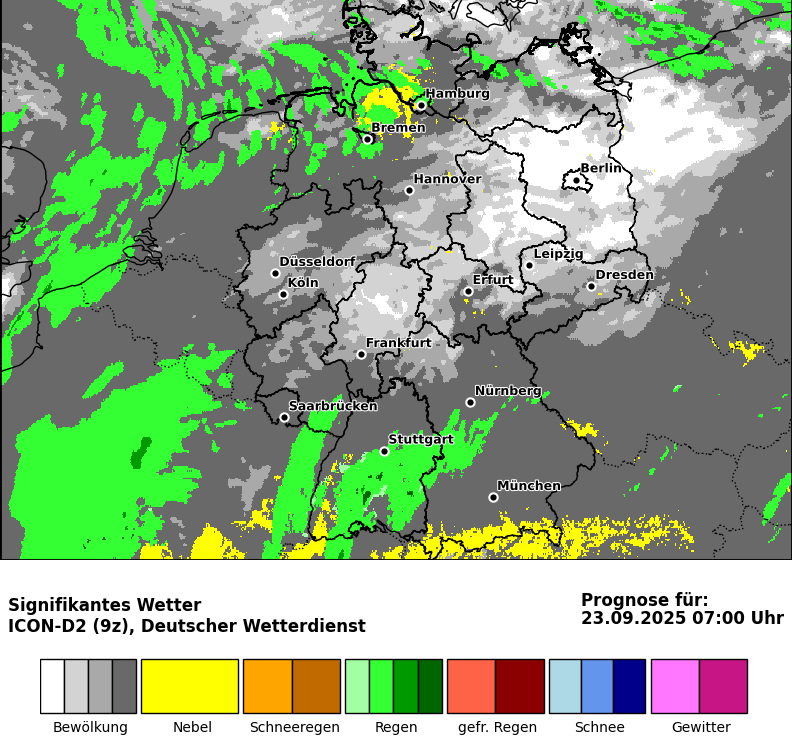 Hamburg
Bremen
Berlin
Hannover
Leipzig
Düsseldorf
Dresden
Erfurt
Köln
Frankfurt
Nürnberg
Saarbrücken
Stuttgart
München
Signifikantes Wetter
ICON-D2 (9z), Deutscher Wetterdienst
Prognose für:
23.09.2025 07:00 Uhr
Bewölkung Nebel Schneeregen Regen gefr. Regen Schnee Gewitter